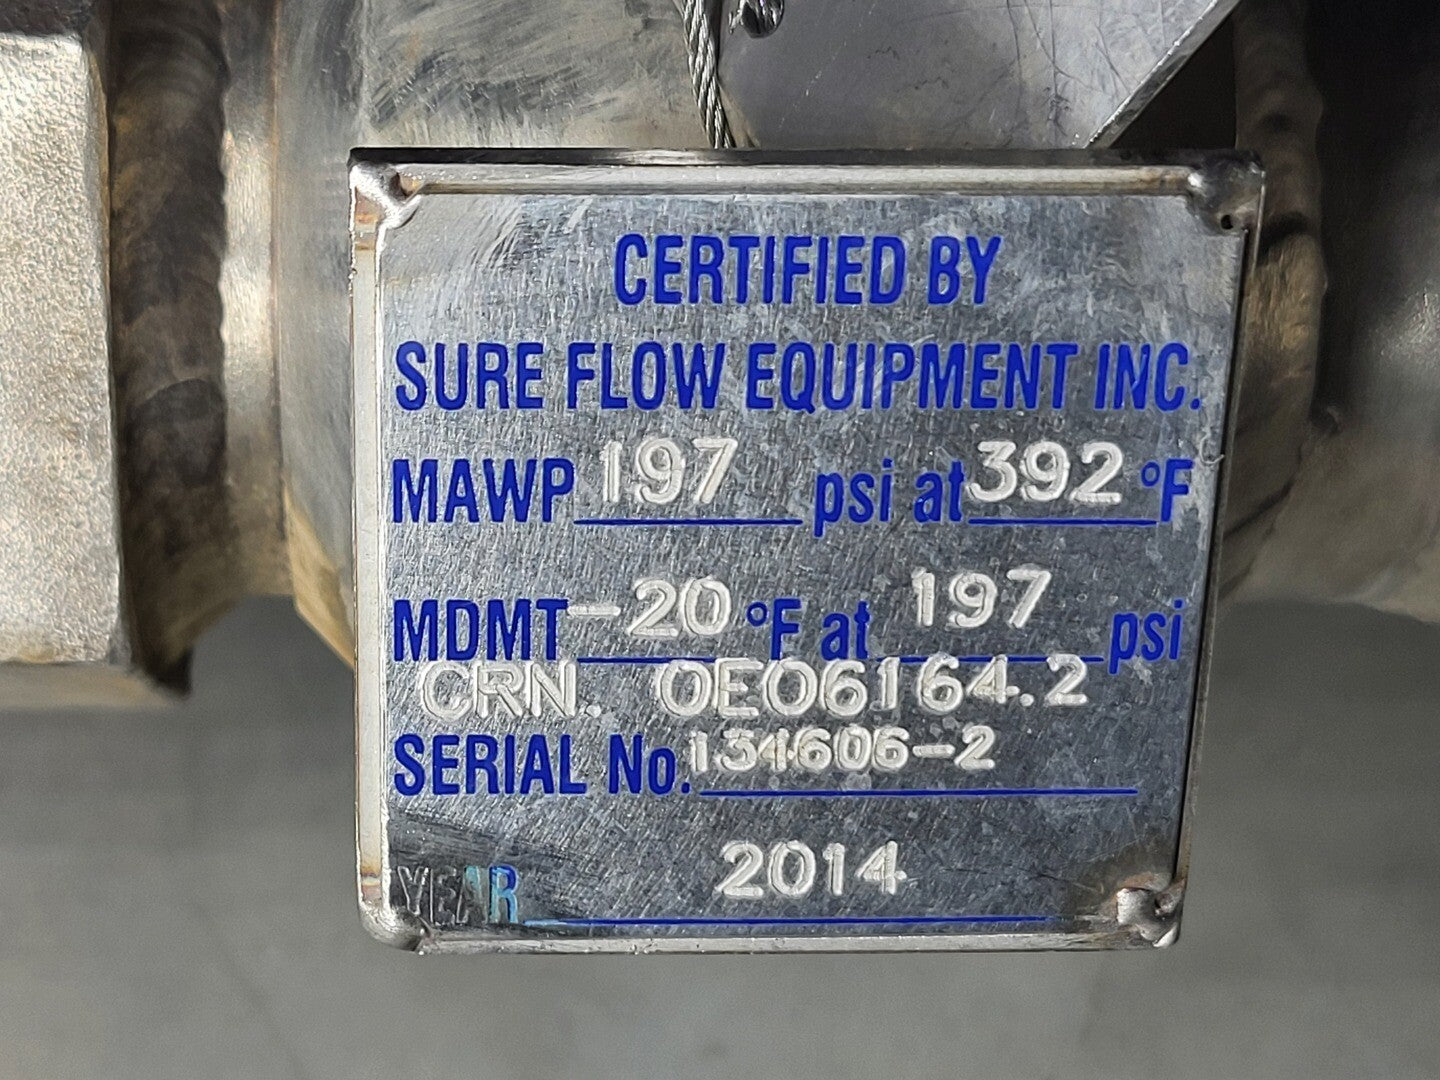 CERTIFIED BY
SURE FLOW EQUIPMENT INC.
MAWP 197 psi at 392 °F
MDMT -20 °F at 197 psi
CRN. 0E06164.2
SERIAL No. 134606-2
YEAR 2014